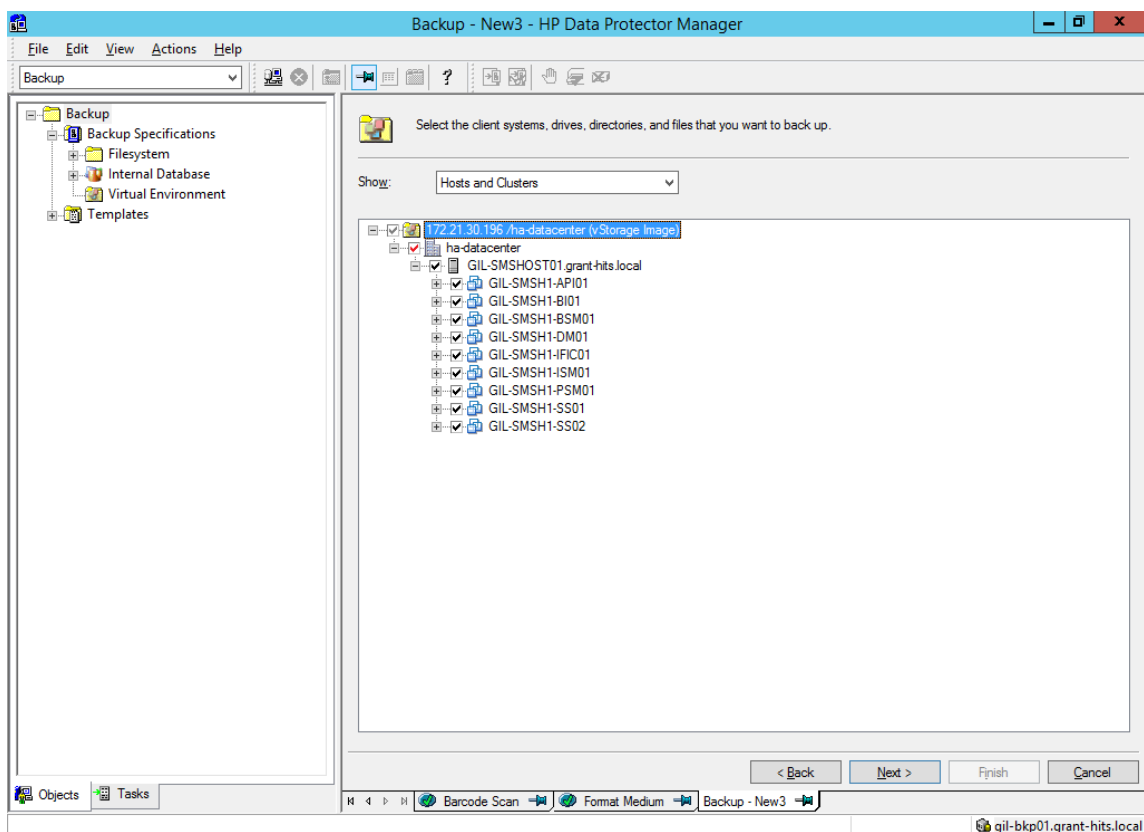 Backup - New3 - HP Data Protector Manager
File Edit View Actions Help
Backup
Backup
Backup Specifications
Filesystem
Internal Database
Virtual Environment
Templates
Select the client systems, drives, directories, and files that you want to back up.
Show: Hosts and Clusters
172.21.30.196 /ha-datacenter (vStorage Image)
ha-datacenter
GIL-SMSHOST01.grant-hits.local
GIL-SMSH1-API01
GIL-SMSH1-BI01
GIL-SMSH1-BSM01
GIL-SMSH1-DM01
GIL-SMSH1-IFIC01
GIL-SMSH1-ISM01
GIL-SMSH1-PSM01
GIL-SMSH1-SS01
GIL-SMSH1-SS02
< Back Next > Finish Cancel
Objects Tasks
Barcode Scan Format Medium Backup - New3
gil-bkp01.grant-hits.local